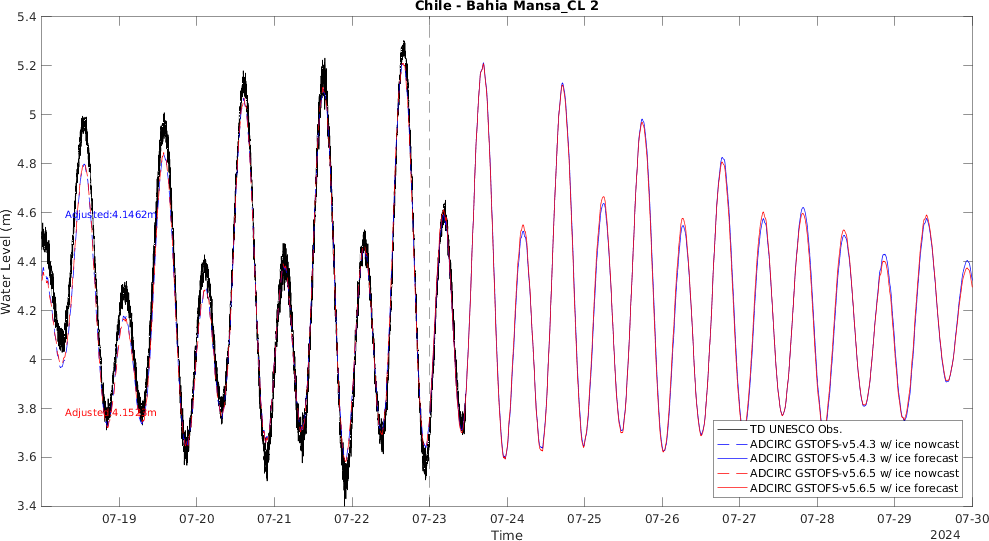 Chile - Bahia Mansa_CL 2
5.4
5.2
5
4.8
4.6
4.4
4.2
4
3.8
3.6
3.4
Water Level (m)
Adjusted:4.1462m
Adjusted:4.152
TD UNESCO Obs.
ADCIRC GSTOFS-v5.4.3 w/ ice nowcast
ADCIRC GSTOFS-v5.4.3 w/ ice forecast
ADCIRC GSTOFS-v5.6.5 w/ ice nowcast
ADCIRC GSTOFS-v5.6.5 w/ ice forecast
07-19
07-20
07-21
07-22
07-23
07-24
07-25
07-26
07-27
07-28
07-29
07-30
Time
2024